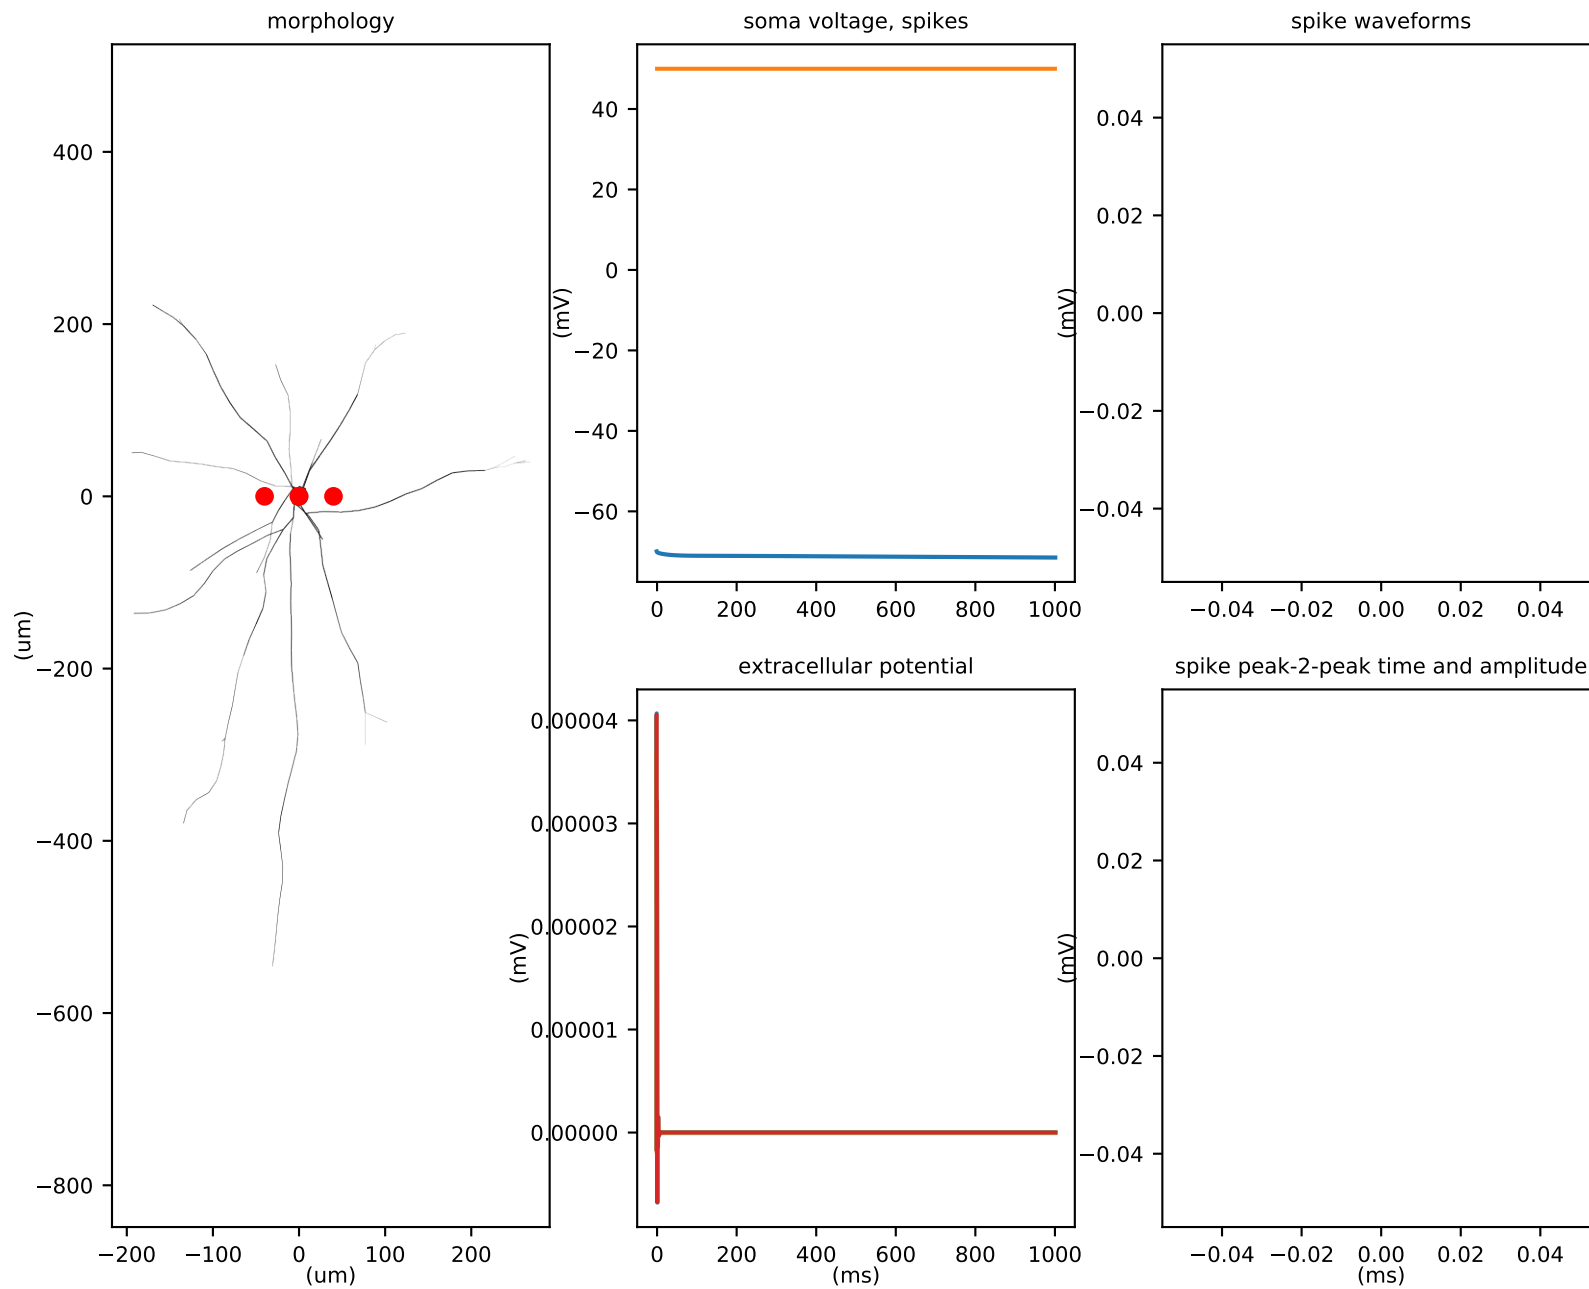 morphology
400
200
0
−200
−400
−600
−800
(um)
−200 −100 0 100 200
(um)
soma voltage, spikes
40
20
0
−20
−40
−60
(mV)
0 200 400 600 800 1000
spike waveforms
0.04
0.02
0.00
−0.02
−0.04
(mV)
−0.04 −0.02 0.00 0.02 0.04
extracellular potential
0.00004
0.00003
0.00002
0.00001
0.00000
(mV)
0 200 400 600 800 1000
(ms)
spike peak-2-peak time and amplitude
0.04
0.02
0.00
−0.02
−0.04
(mV)
−0.04 −0.02 0.00 0.02 0.04
(ms)